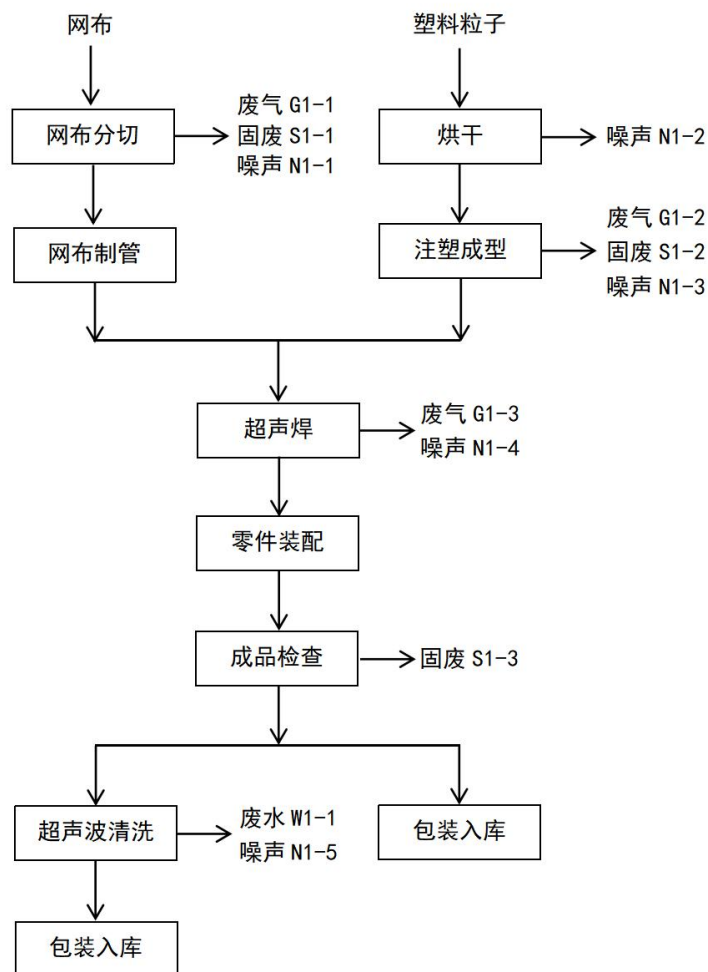 网布
塑料粒子
网布分切
废气 G1-1
固废 S1-1
噪声 N1-1
烘干
噪声 N1-2
网布制管
注塑成型
废气 G1-2
固废 S1-2
噪声 N1-3
超声焊
废气 G1-3
噪声 N1-4
零件装配
成品检查
固废 S1-3
超声波清洗
废水 W1-1
噪声 N1-5
包装入库
包装入库